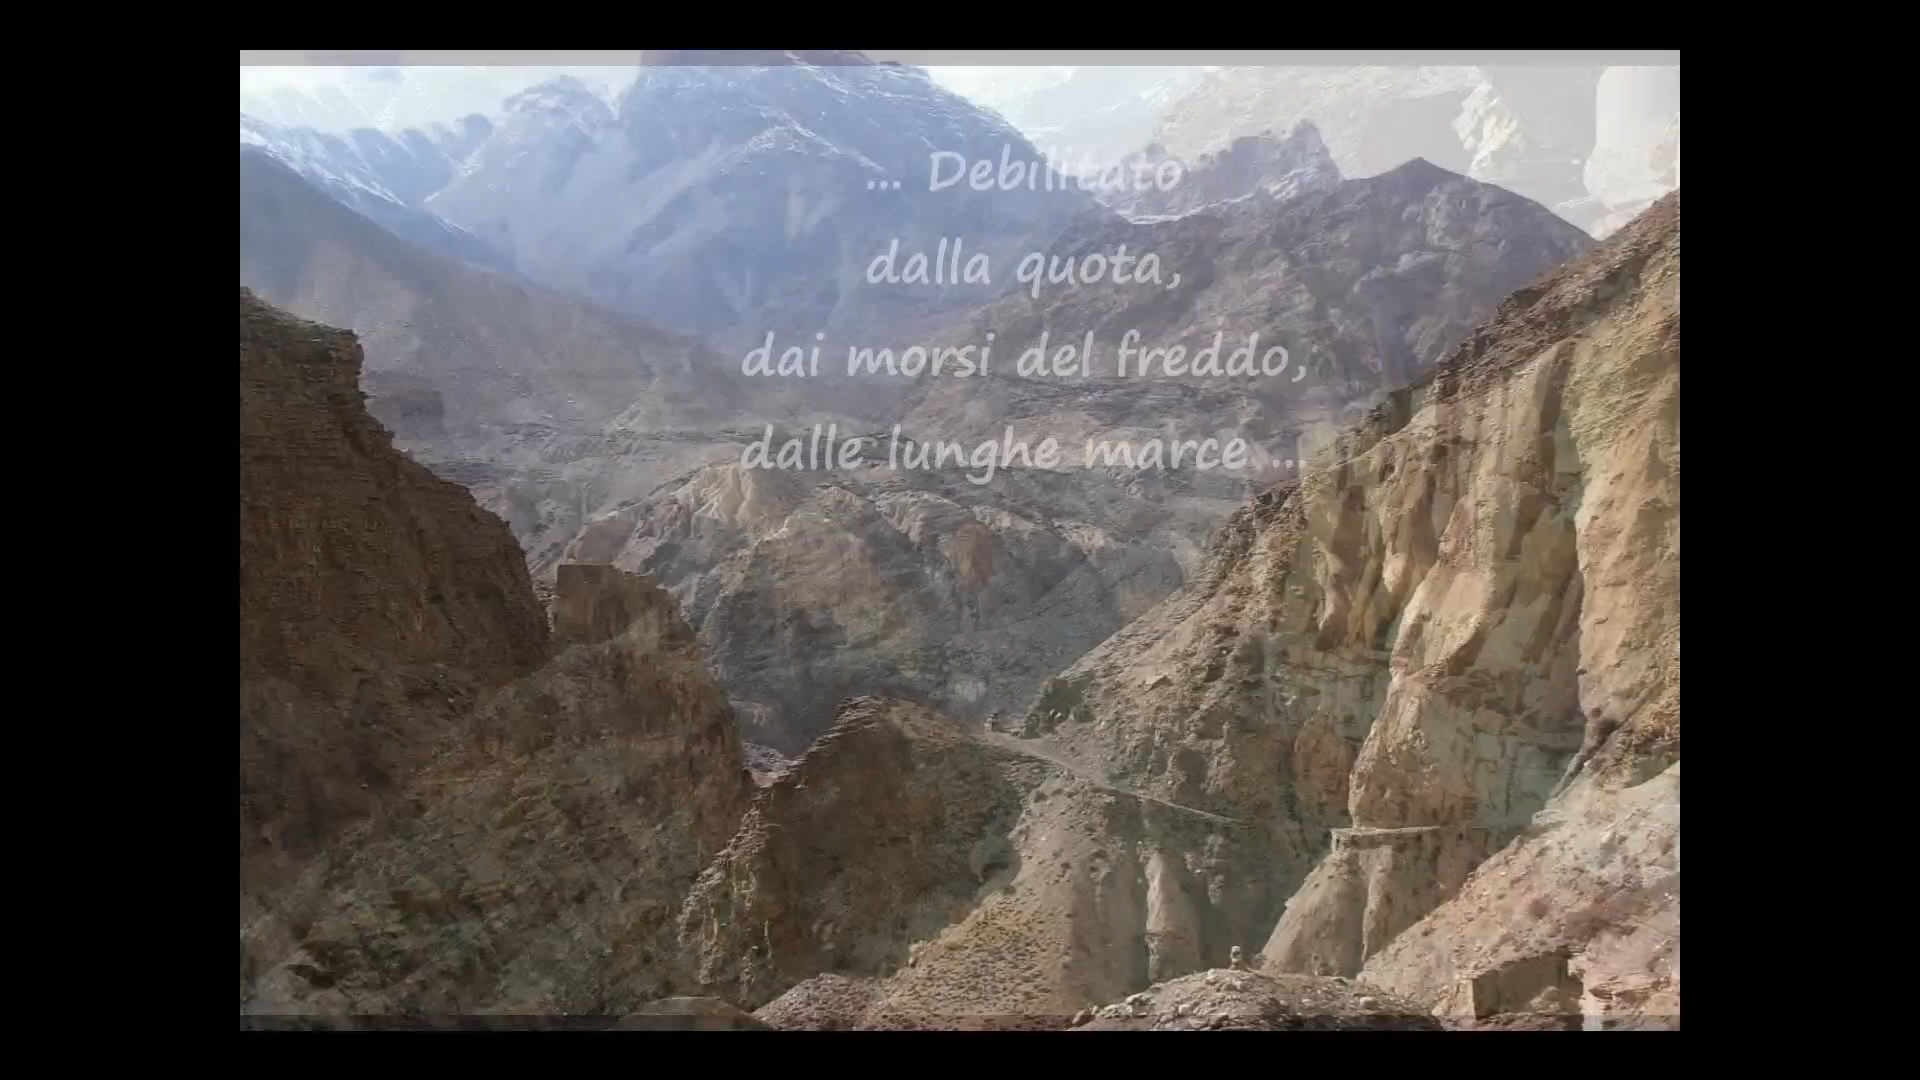 ... Debilitato
dalla quota,
dai morsi del freddo,
dalle lunghe marce ...